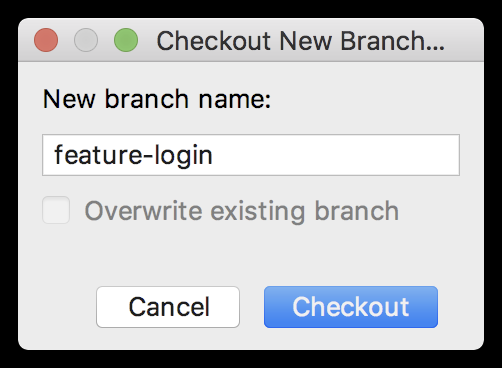 Checkout New Branch...
New branch name:
feature-login
Overwrite existing branch
Cancel
Checkout